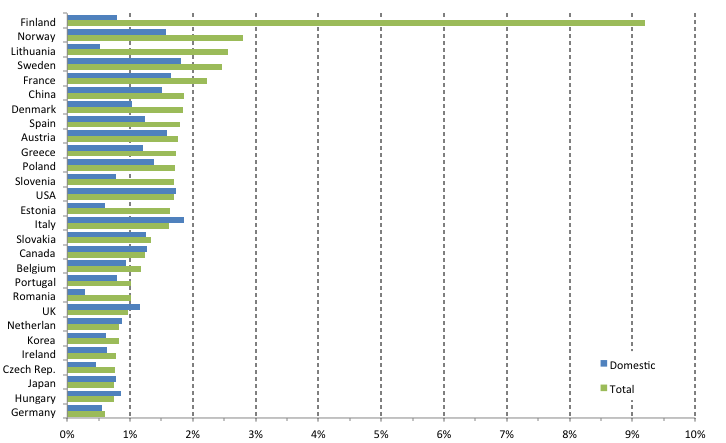 Finland
Norway
Lithuania
Sweden
France
China
Denmark
Spain
Austria
Greece
Poland
Slovenia
USA
Estonia
Italy
Slovakia
Canada
Belgium
Portugal
Romania
UK
Netherlan
Korea
Ireland
Czech Rep.
Japan
Hungary
Germany
Domestic
Total
0% 1% 2% 3% 4% 5% 6% 7% 8% 9% 10%